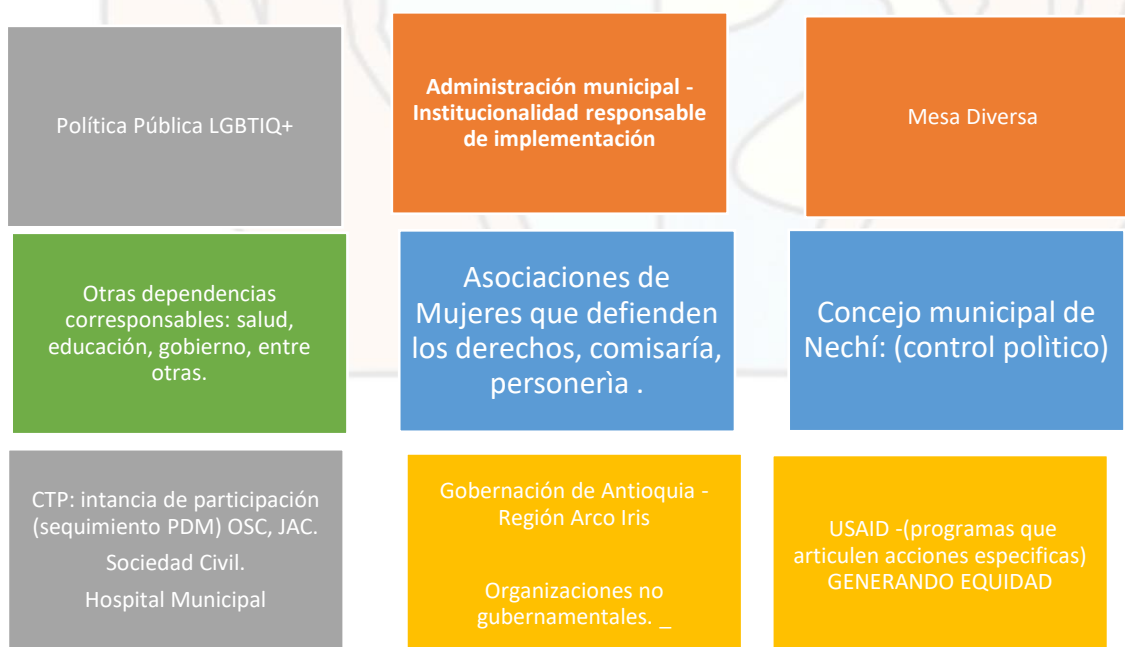 Política Pública LGBTIQ+
Administración municipal -
Institucionalidad responsable
de implementación
Mesa Diversa
Otras dependencias
corresponsables: salud,
educación, gobierno, entre
otras.
Asociaciones de
Mujeres que defienden
los derechos, comisaría,
personerìa .
Concejo municipal de
Nechí: (control polìtico)
CTP: intancia de participación
(sequimiento PDM) OSC, JAC.
Sociedad Civil.
Hospital Municipal
Gobernación de Antioquia -
Región Arco Iris
Organizaciones no
gubernamentales. _
USAID -(programas que
articulen acciones especificas)
GENERANDO EQUIDAD